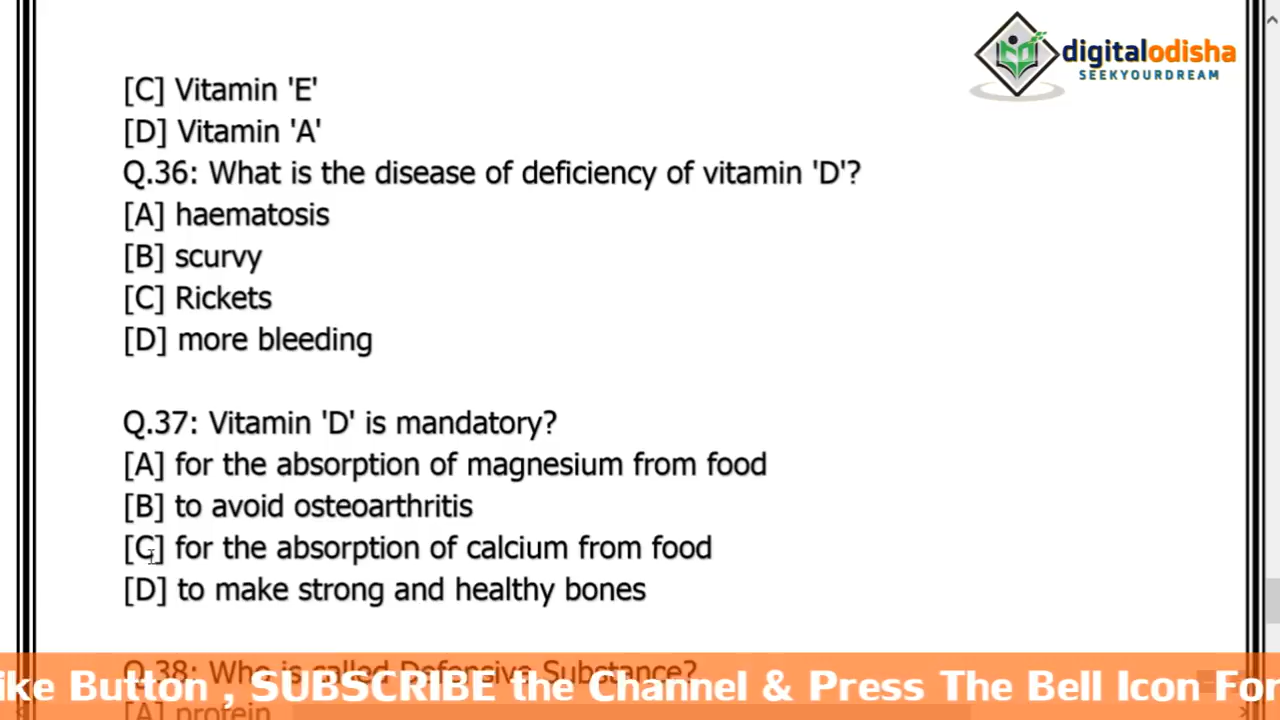 digitalodisha
SEEKYOURDREAM
[C] Vitamin 'E'
[D] Vitamin 'A'
Q.36: What is the disease of deficiency of vitamin 'D'?
[A] haematosis
[B] scurvy
[C] Rickets
[D] more bleeding
Q.37: Vitamin 'D' is mandatory?
[A] for the absorption of magnesium from food
[B] to avoid osteoarthritis
[C] for the absorption of calcium from food
[D] to make strong and healthy bones
Q.38: Who is called Defensive Substance?
ike Button , SUBSCRIBE the Channel & Press The Bell Icon For
[A] protein